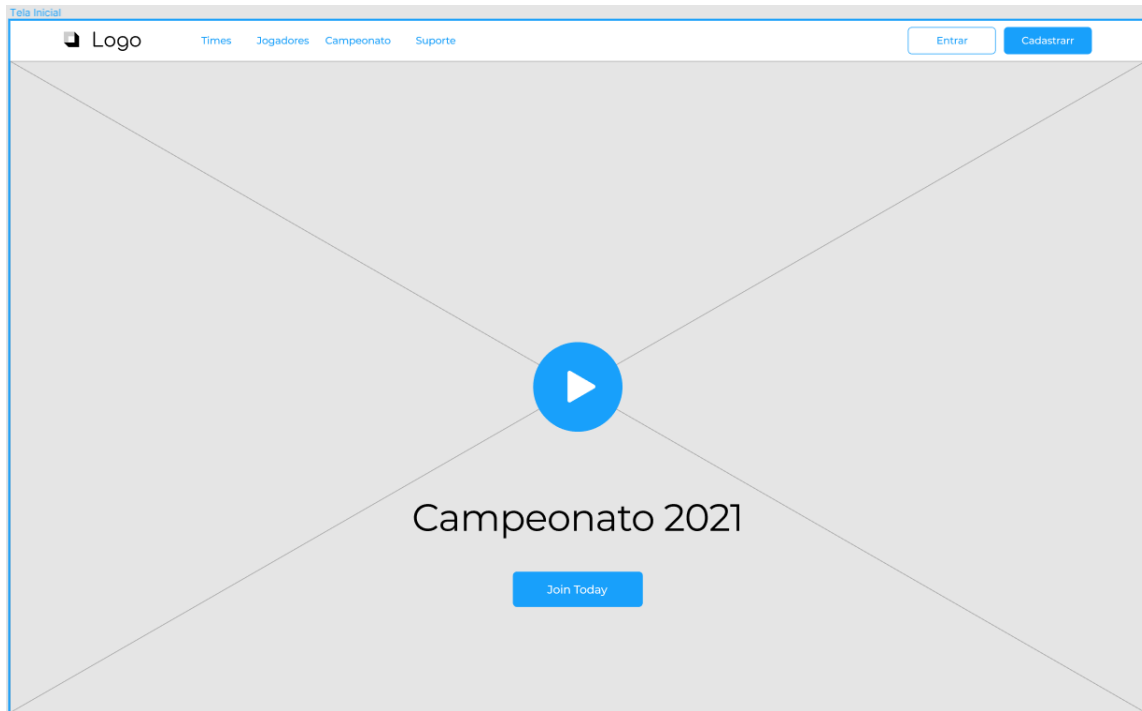 Tela Inicial
Logo Times Jogadores Campeonato Suporte Entrar Cadastrarr
Campeonato 2021
Join Today